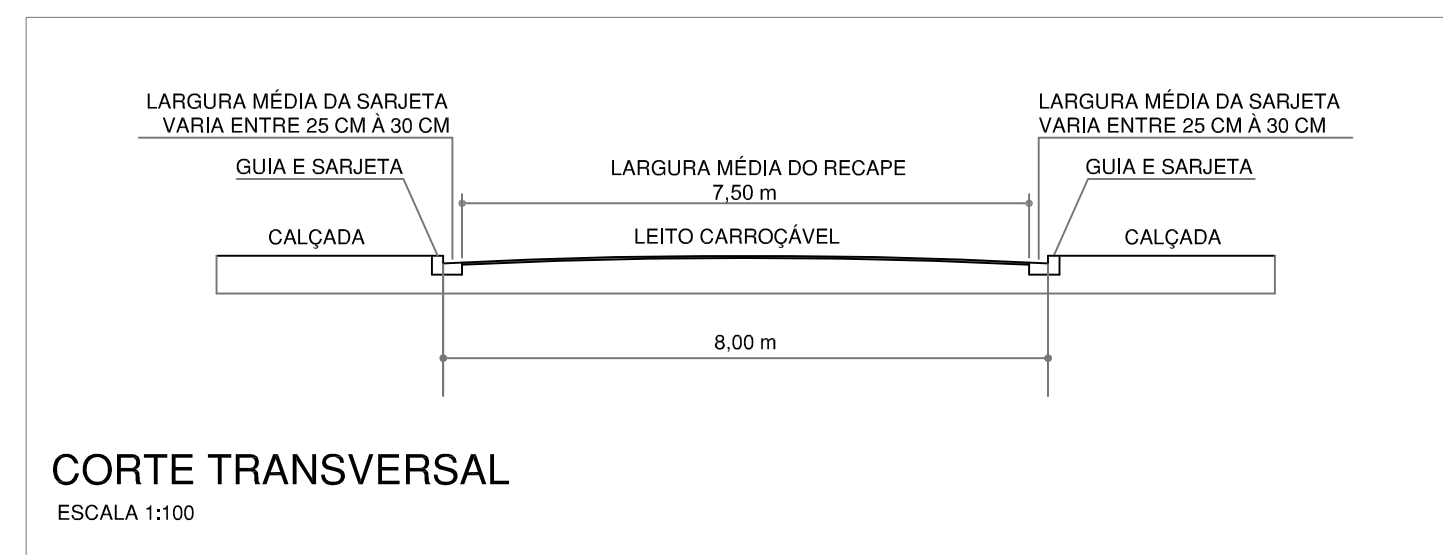 LARGURA MÉDIA DA SARJETA
VARIA ENTRE 25 CM À 30 CM
LARGURA MÉDIA DA SARJETA
VARIA ENTRE 25 CM À 30 CM
GUIA E SARJETA
LARGURA MÉDIA DO RECAPE
7,50 m
GUIA E SARJETA
CALÇADA
LEITO CARROÇÁVEL
CALÇADA
8,00 m
CORTE TRANSVERSAL
ESCALA 1:100